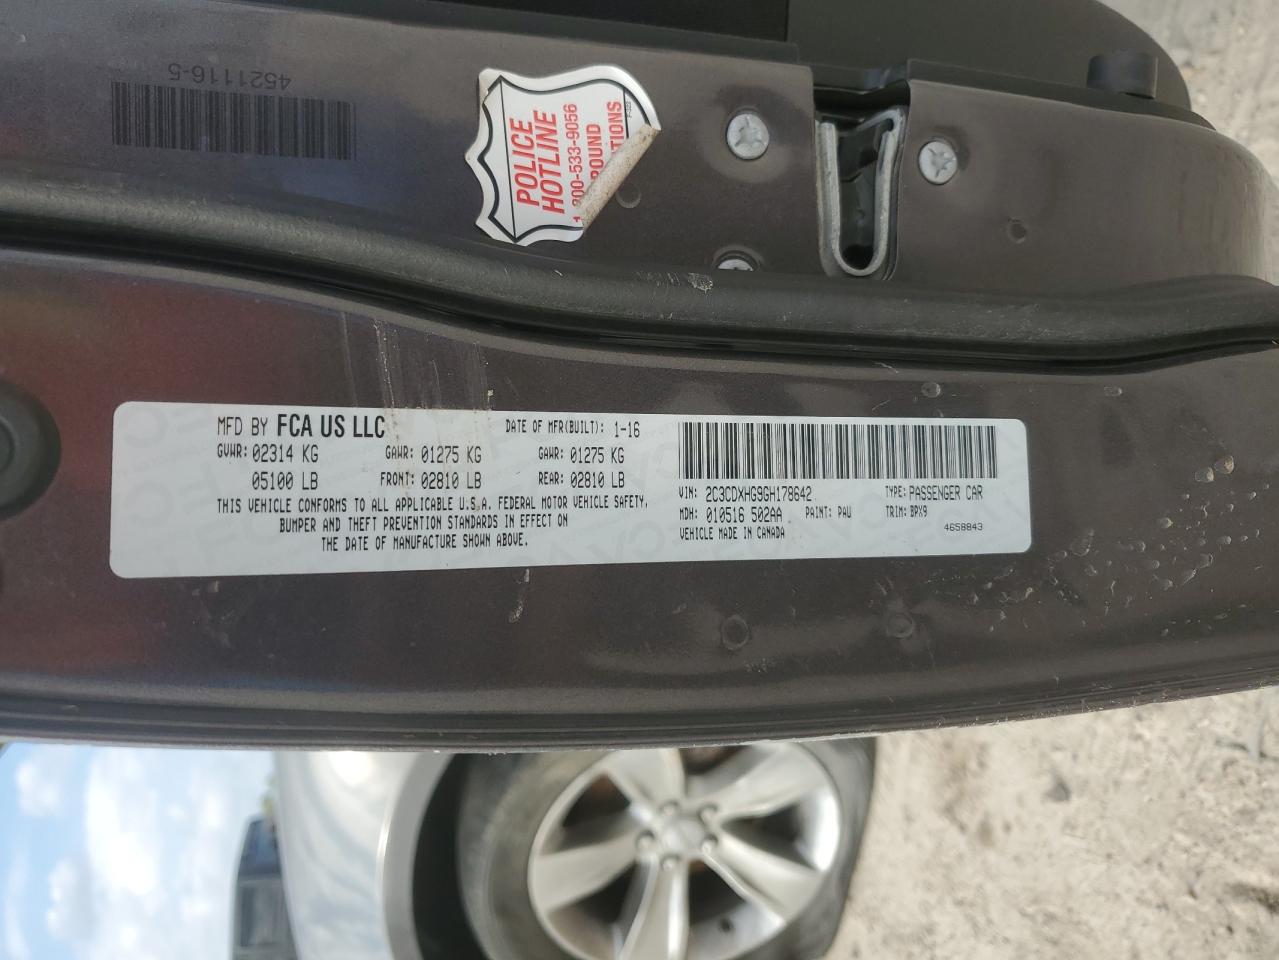 4521116-5
POLICE
HOTLINE
800-533-9056
MFD BY FCA US LLC
DATE OF MFR(BUILT): 1-16
GVWR: 02314 KG
GAWR: 01275 KG
GAWR: 01275 KG
05100 LB
FRONT: 02810 LB
REAR: 02810 LB
THIS VEHICLE CONFORMS TO ALL APPLICABLE U.S.A. FEDERAL MOTOR VEHICLE SAFETY,
BUMPER AND THEFT PREVENTION STANDARDS IN EFFECT ON
THE DATE OF MANUFACTURE SHOWN ABOVE.
VIN: 2C3CDXHG9GH178642
TYPE: PASSENGER CAR
MDH: 010516 502AA
PAINT: PAU
TRIM: BPX9
VEHICLE MADE IN CANADA
4658843